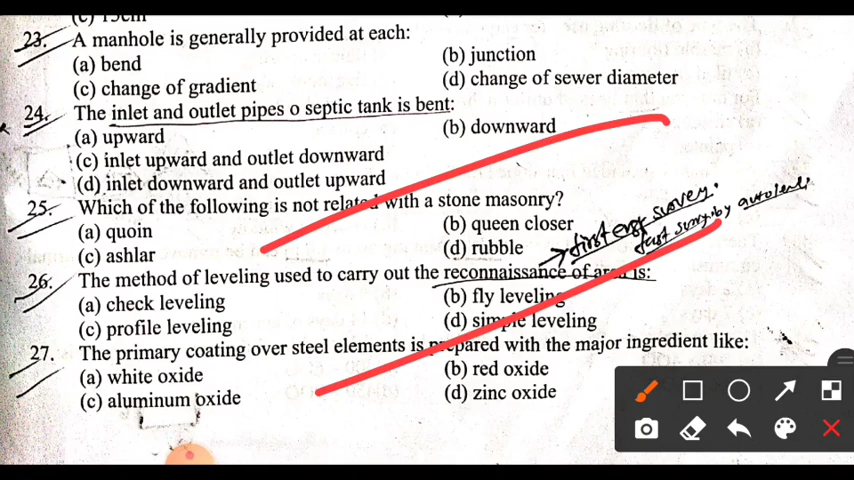 (c) 15cm
23. A manhole is generally provided at each:
(a) bend
(b) junction
(c) change of gradient
(d) change of sewer diameter
24. The inlet and outlet pipes o septic tank is bent:
(a) upward
(b) downward
(c) inlet upward and outlet downward
(d) inlet downward and outlet upward
25. Which of the following is not related with a stone masonry?
(a) quoin
(b) queen closer
(c) ashlar
(d) rubble
first survey.
by
26. The method of leveling used to carry out the reconnaissance of area is:
(a) check leveling
(b) fly leveling
(c) profile leveling
(d) simple leveling
27. The primary coating over steel elements is prepared with the major ingredient like:
(a) white oxide
(b) red oxide
(c) aluminum oxide
(d) zinc oxide